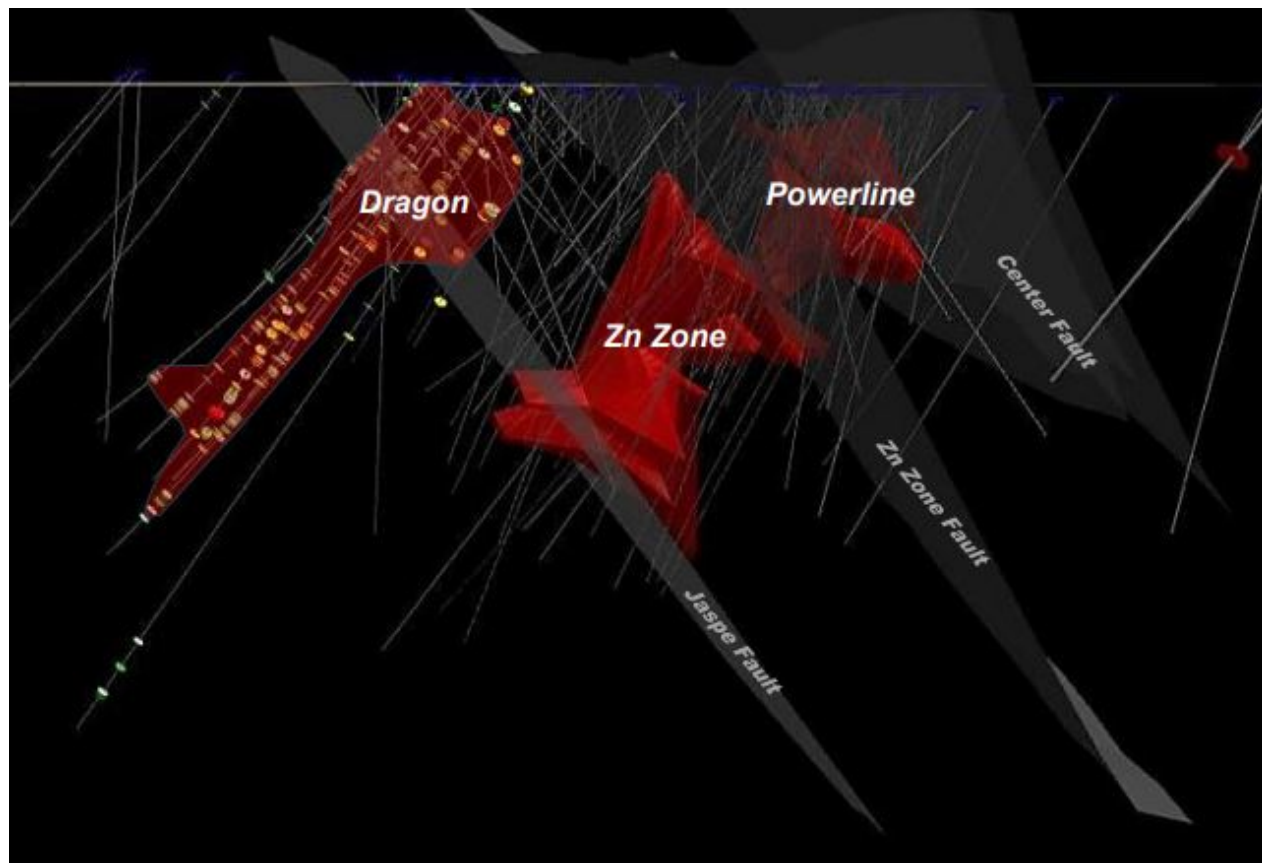 Dragon
Powerline
Zn Zone
Center Fault
Zn Zone Fault
Jaspe Fault